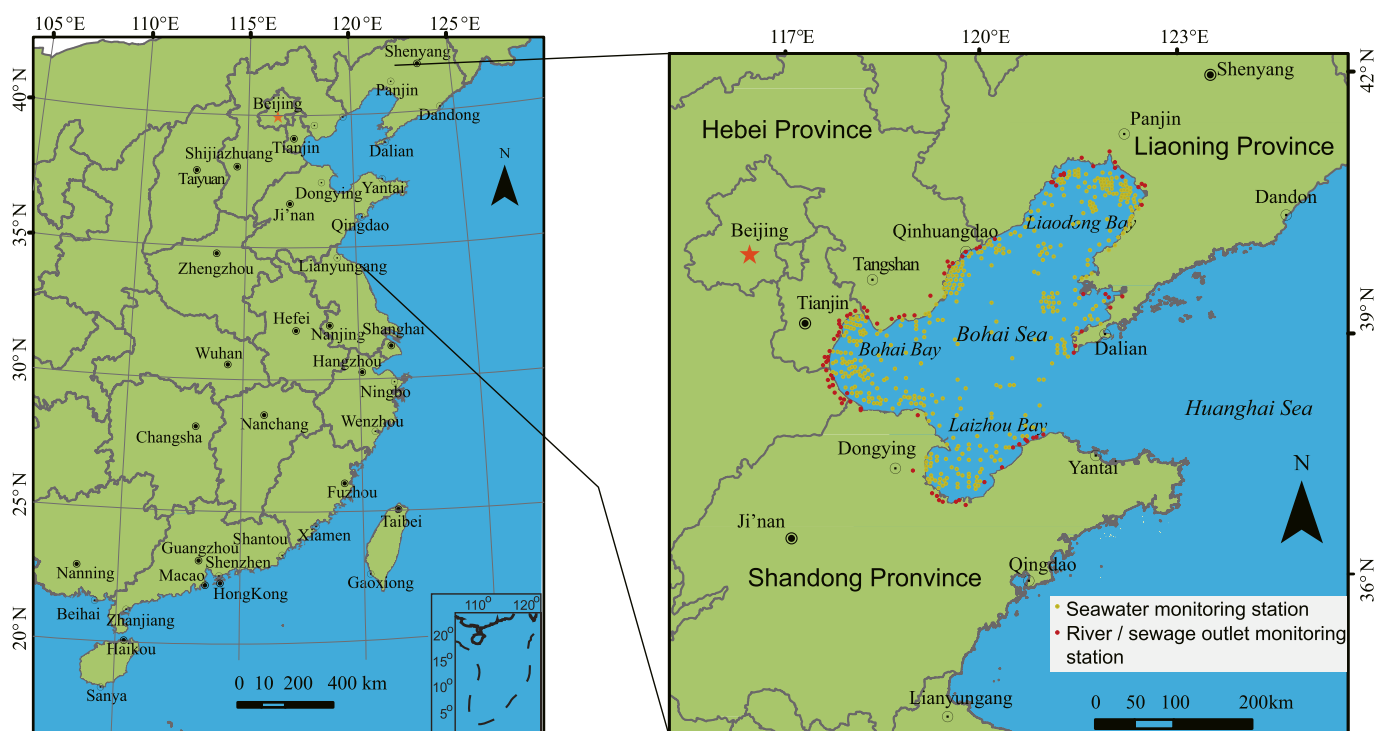 105°E 110°E 115°E 120°E 125°E
40°N
35°N
30°N
25°N
20°N
Shenyang
Panjin
Beijing
Dandong
Tianjin
Dalian
Shijiazhuang
Taiyuan
Dongying
Yantai
Ji'nan
Qingdao
Zhengzhou
Lianyungang
Hefei
Nanjing
Shanghai
Wuhan
Hangzhou
Ningbo
Changsha
Nanchang
Wenzhou
Fuzhou
Taibei
Xiamen
Shantou
Guangzhou
Shenzhen
Macao
HongKong
Nanning
Gaoxiong
Beihai
Zhanjiang
Haikou
Sanya
N
0 10 200 400 km
110° 120°
20°
15°
10°
5°
117°E 120°E 123°E
42°N
39°N
36°N
Shenyang
Panjin
Hebei Province
Liaoning Province
Dandon
Beijing
Qinhuangdao
Liaodong Bay
Tangshan
Tianjin
Bohai Sea
Bohai Bay
Dalian
Huanghai Sea
Laizhou Bay
Dongying
Yantai
N
Ji'nan
Qingdao
Shandong Pronvince
Seawater monitoring station
River / sewage outlet monitoring
station
Lianyungang
0 50 100 200km